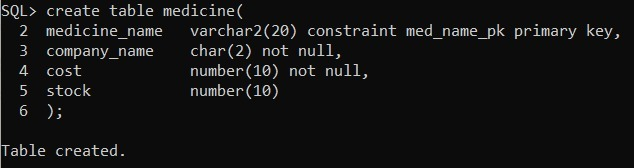 SQL> create table medicine(
  2  medicine_name   varchar2(20) constraint med_name_pk primary key,
  3  company_name    char(2) not null,
  4  cost            number(10) not null,
  5  stock           number(10)
  6  );
Table created.